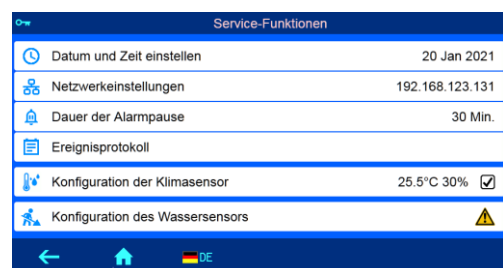 Service-Funktionen
Datum und Zeit einstellen 20 Jan 2021
Netzwerkeinstellungen 192.168.123.131
Dauer der Alarmpause 30 Min.
Ereignisprotokoll
Konfiguration der Klimasensor 25.5°C 30%
Konfiguration des Wassersensors
DE